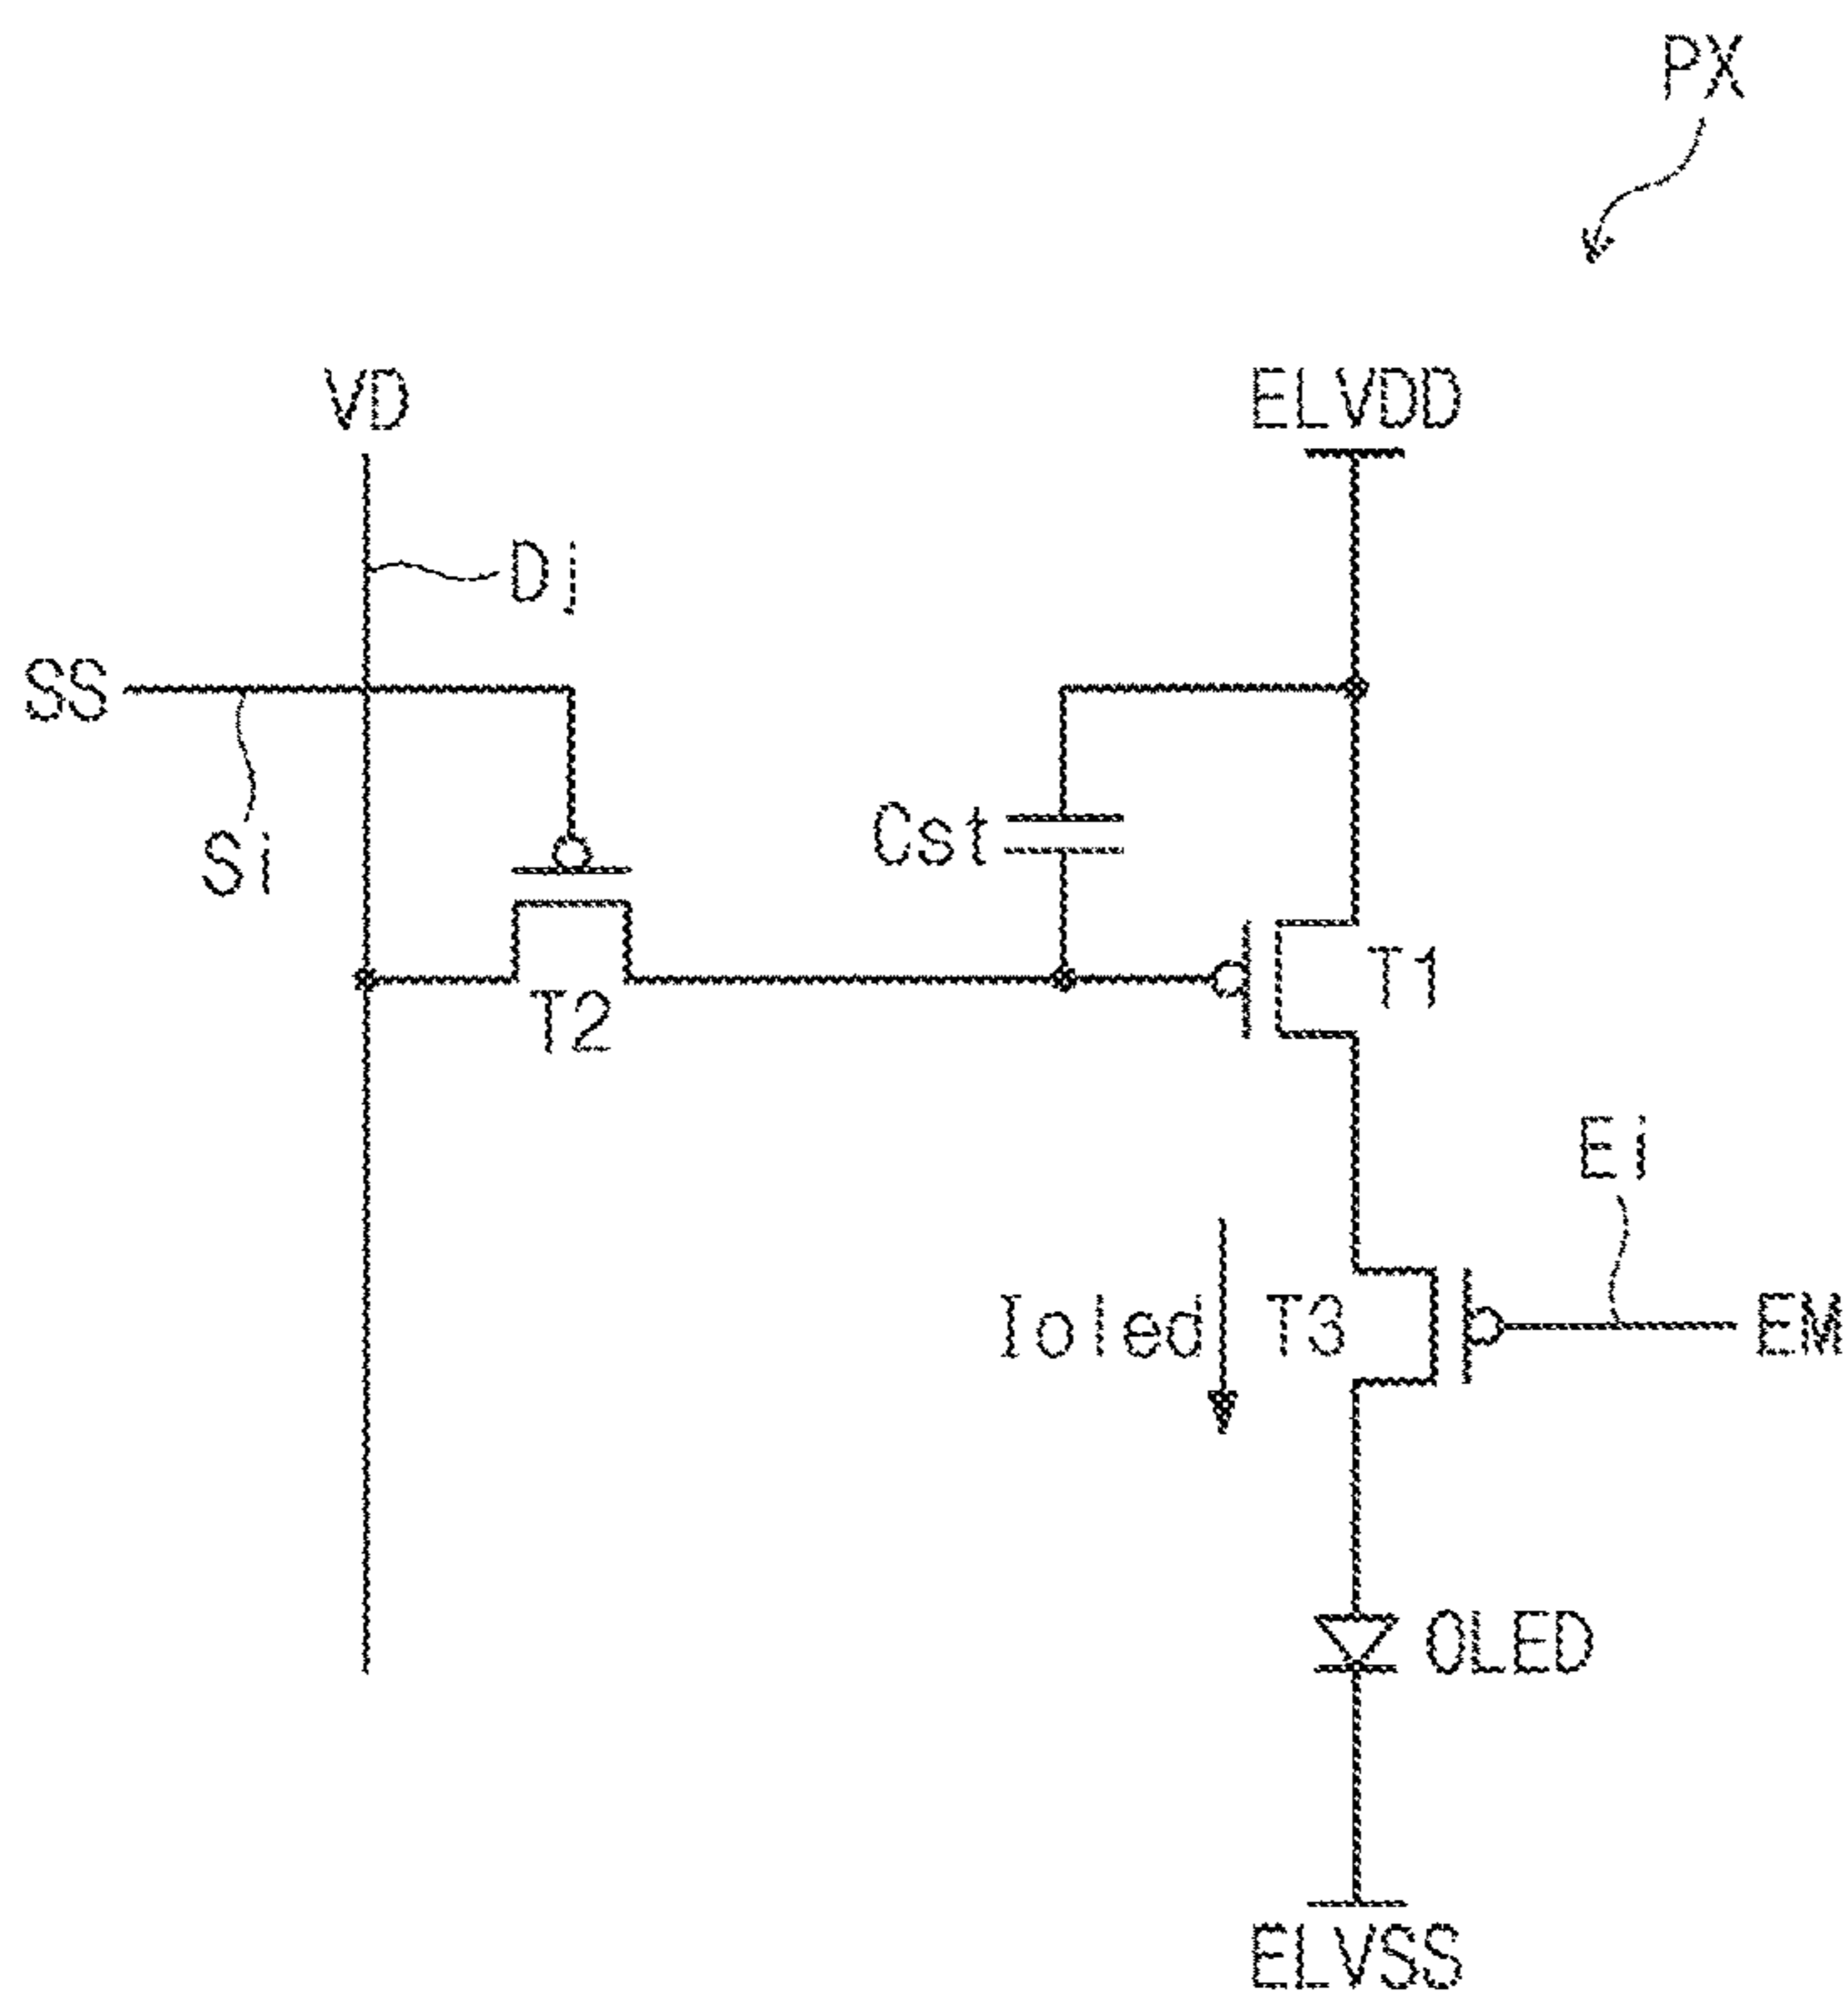 PX
VD
ELVDD
Dj
SS
Si
Cst
T1
T2
Ei
Ioled
T3
EM
OLED
ELVSS